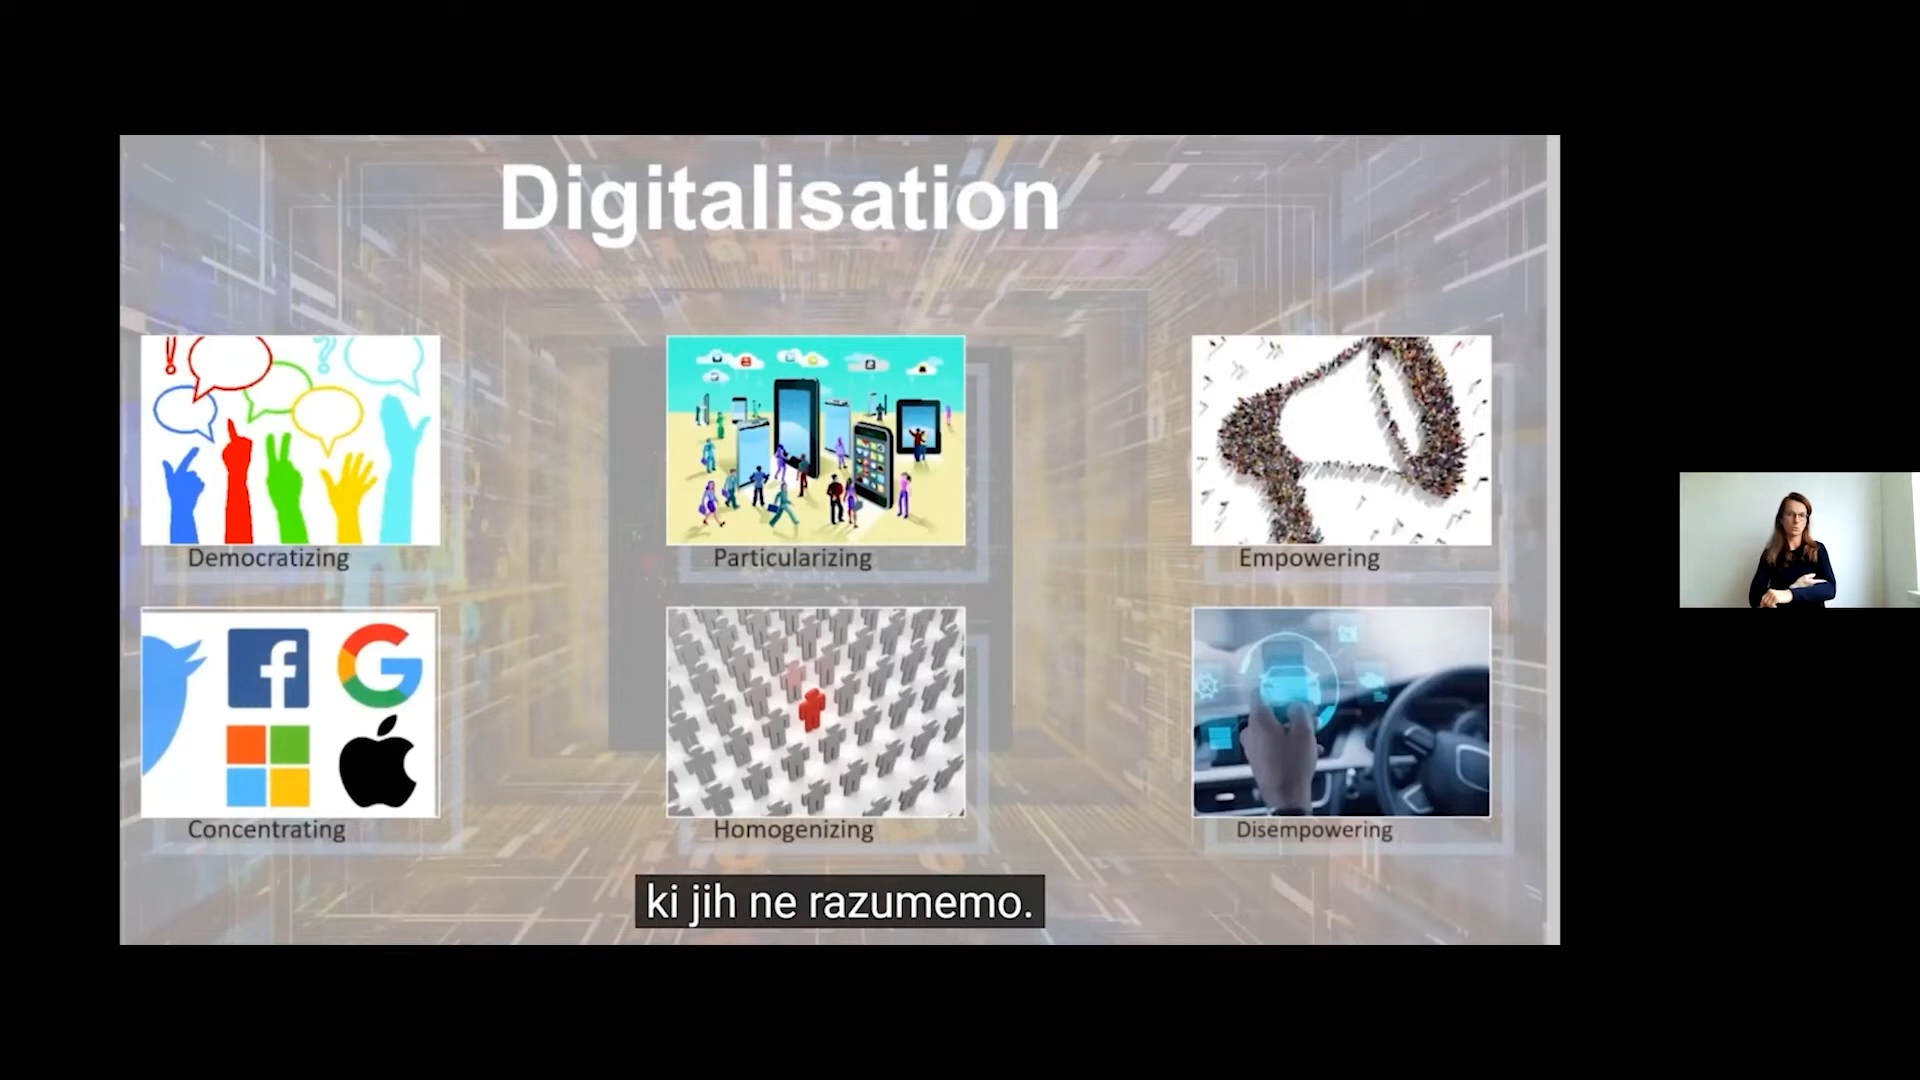 Digitalisation
Democratizing
Particularizing
Empowering
Concentrating
Homogenizing
Disempowering
ki jih ne razumemo.